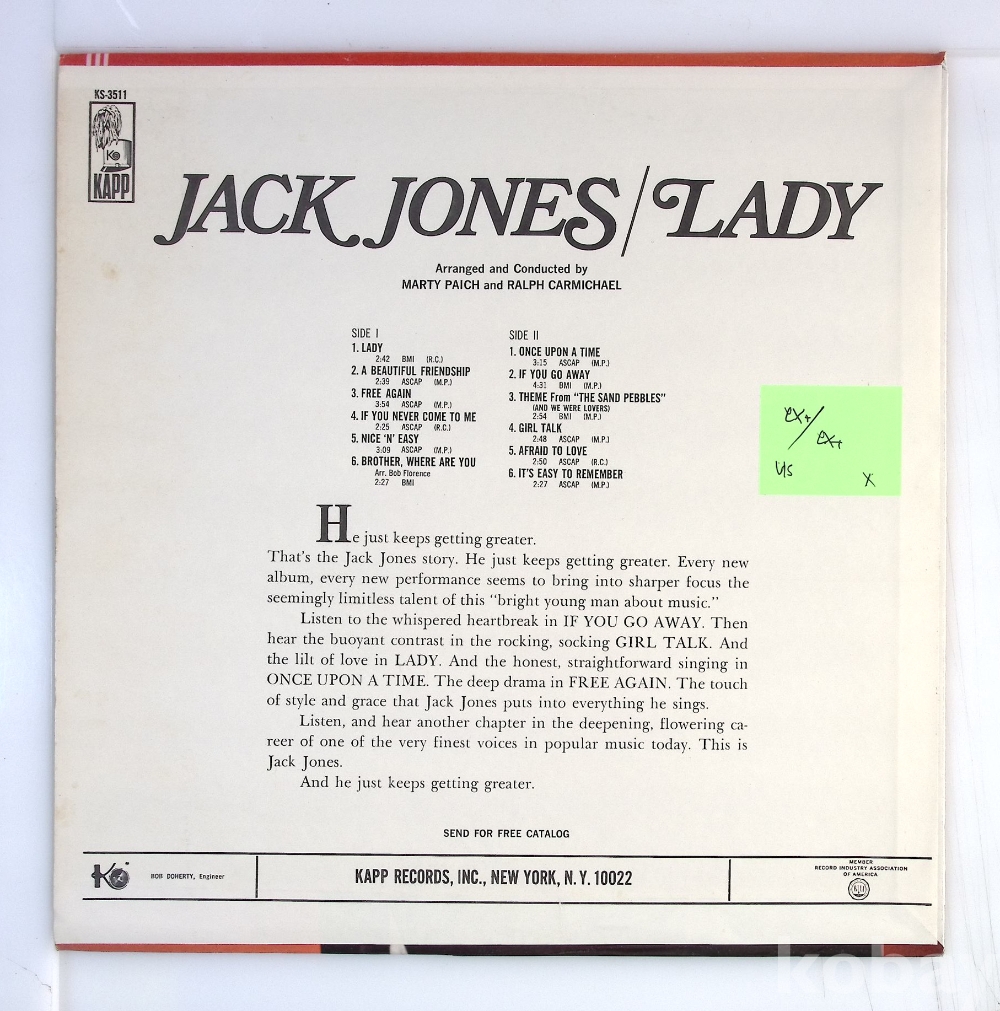 KS-3511
KAPP
JACK JONES/LADY
Arranged and Conducted by
MARTY PAICH and RALPH CARMICHAEL
SIDE I
1. LADY
2:42 BMI (R.C.)
2. A BEAUTIFUL FRIENDSHIP
2:39 ASCAP (M.P.)
3. FREE AGAIN
3:54 ASCAP (M.P.)
4. IF YOU NEVER COME TO ME
2:25 ASCAP (R.C.)
5. NICE 'N' EASY
3:09 ASCAP (M.P.)
6. BROTHER, WHERE ARE YOU
Arr. Bob Florence
2:27 BMI
SIDE II
1. ONCE UPON A TIME
3:15 ASCAP (M.P.)
2. IF YOU GO AWAY
4:31 BMI (M.P.)
3. THEME From "THE SAND PEBBLES"
(AND WE WERE LOVERS)
2:54 BMI (M.P.)
4. GIRL TALK
2:48 ASCAP (M.P.)
5. AFRAID TO LOVE
2:50 ASCAP (R.C.)
6. IT'S EASY TO REMEMBER
2:27 ASCAP (M.P.)
ex+/ex+
US X
He just keeps getting greater.
That's the Jack Jones story. He just keeps getting greater. Every new
album, every new performance seems to bring into sharper focus the
seemingly limitless talent of this "bright young man about music."
Listen to the whispered heartbreak in IF YOU GO AWAY. Then
hear the buoyant contrast in the rocking, socking GIRL TALK. And
the lilt of love in LADY. And the honest, straightforward singing in
ONCE UPON A TIME. The deep drama in FREE AGAIN. The touch
of style and grace that Jack Jones puts into everything he sings.
Listen, and hear another chapter in the deepening, flowering ca-
reer of one of the very finest voices in popular music today. This is
Jack Jones.
And he just keeps getting greater.
SEND FOR FREE CATALOG
BOB DOHERTY, Engineer
KAPP RECORDS, INC., NEW YORK, N. Y. 10022
MEMBER
RECORD INDUSTRY ASSOCIATION
OF AMERICA